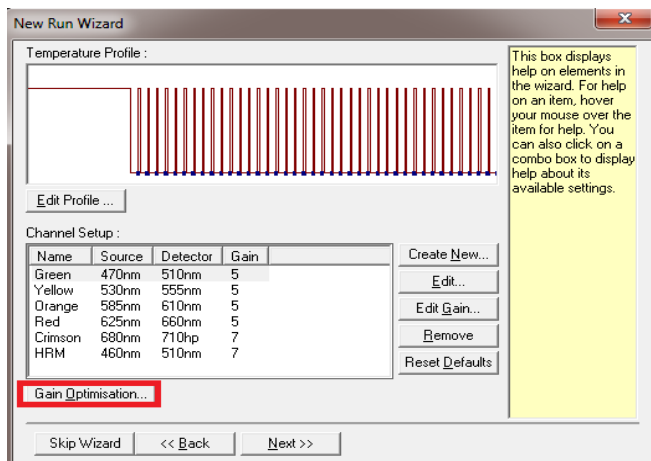 New Run Wizard
Temperature Profile :
Edit Profile ...
Channel Setup :
Name Source Detector Gain
Green 470nm 510nm 5
Yellow 530nm 555nm 5
Orange 585nm 610nm 5
Red 625nm 660nm 5
Crimson 680nm 710hp 7
HRM 460nm 510nm 7
Create New...
Edit...
Edit Gain...
Remove
Reset Defaults
Gain Optimisation...
Skip Wizard << Back Next >>
This box displays
help on elements in
the wizard. For help
on an item, hover
your mouse over the
item for help. You
can also click on a
combo box to display
help about its
available settings.